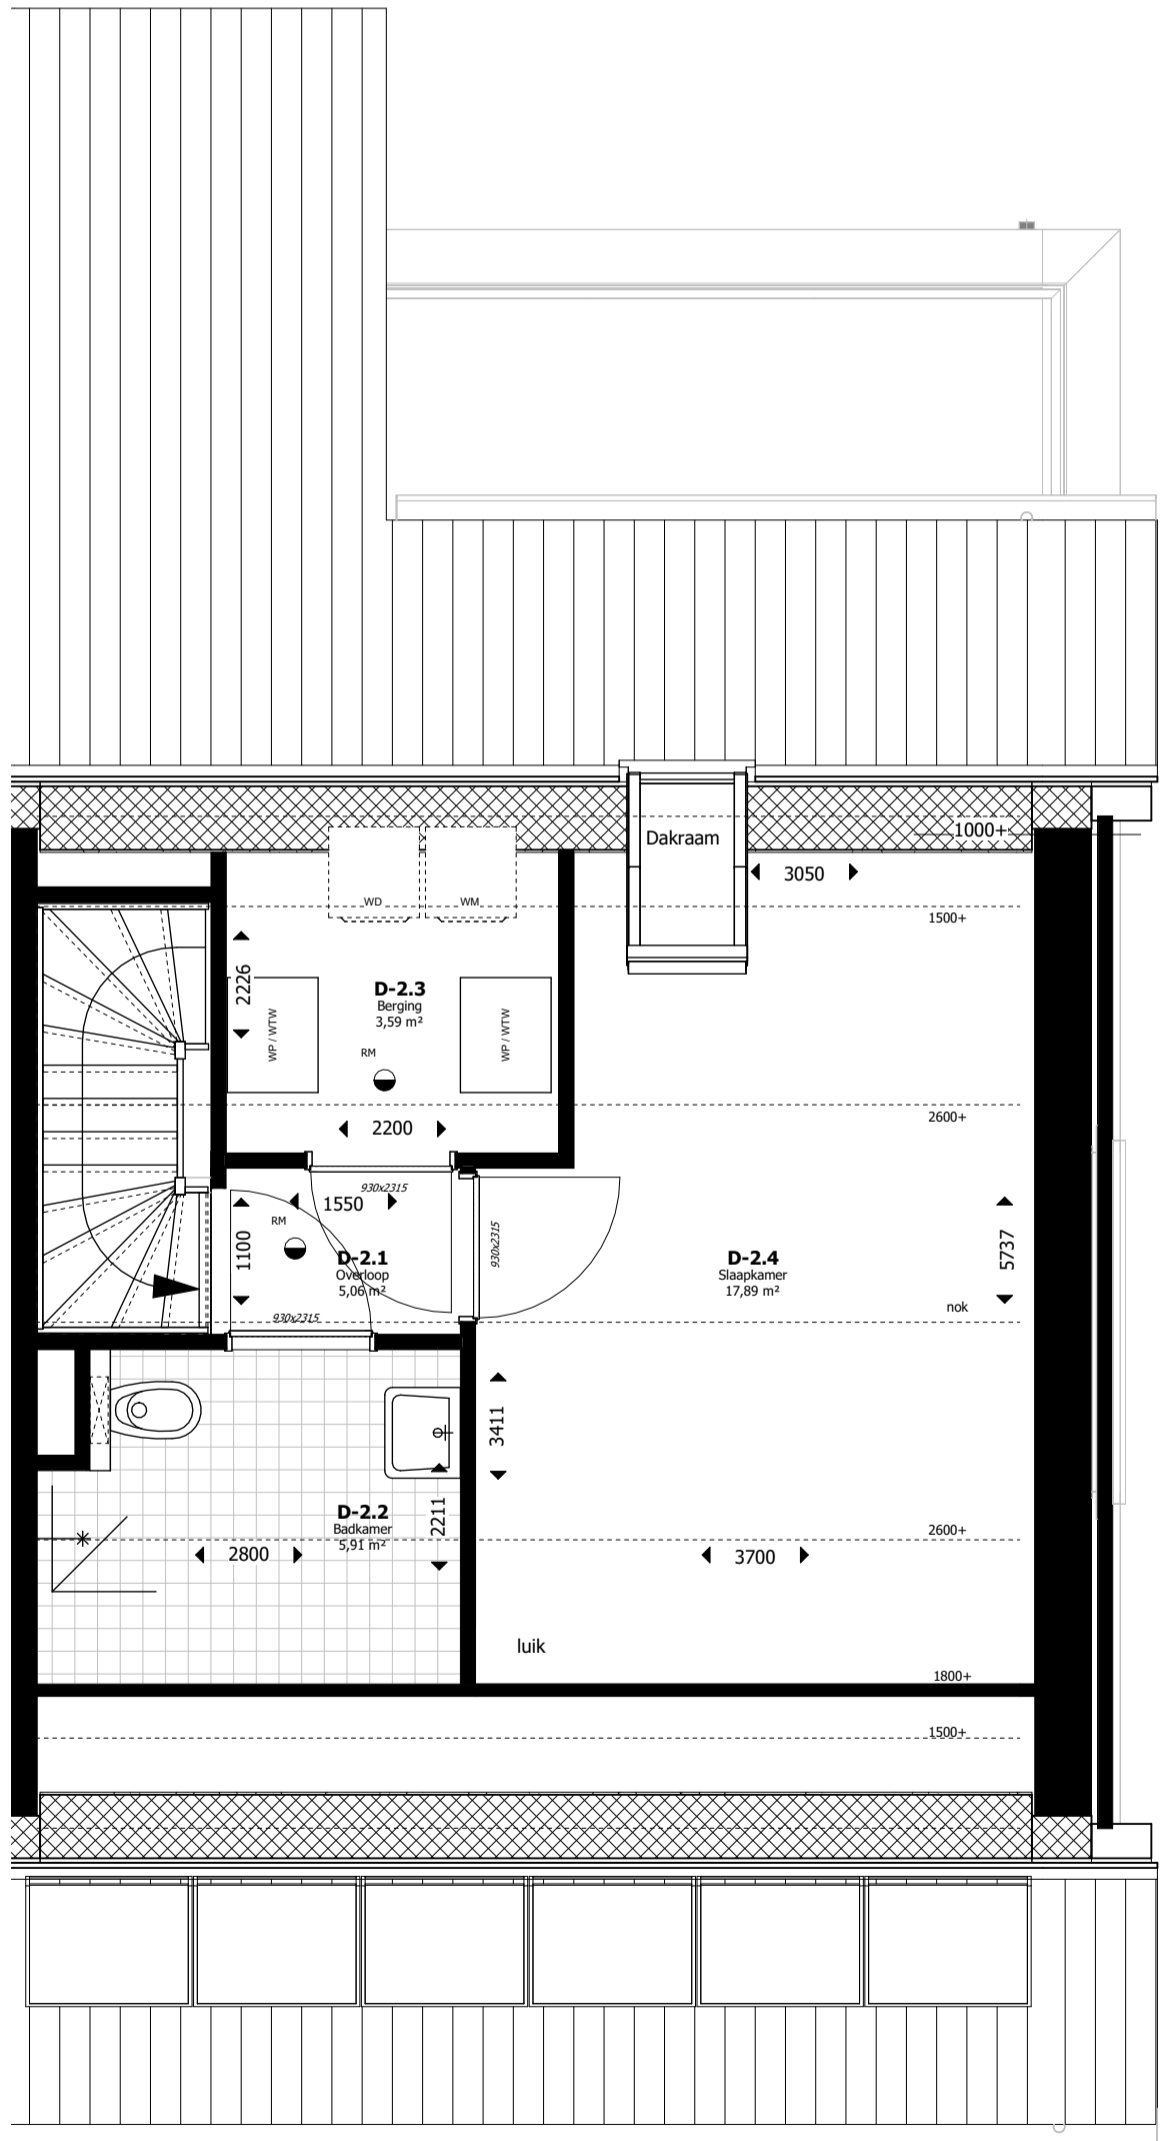 Dakraam
1000+
3050
WD
WM
1500+
2226
D-2.3
Berging
3,59 m²
WP / WTW
WP / WTW
RM
2600+
2200
930x2315
1550
RM
1100
930x2315
D-2.1
Overloop
5,06 m²
D-2.4
Slaapkamer
17,89 m²
5737
nok
930x2315
3411
2211
D-2.2
Badkamer
5,91 m²
2600+
2800
3700
luik
1800+
1500+